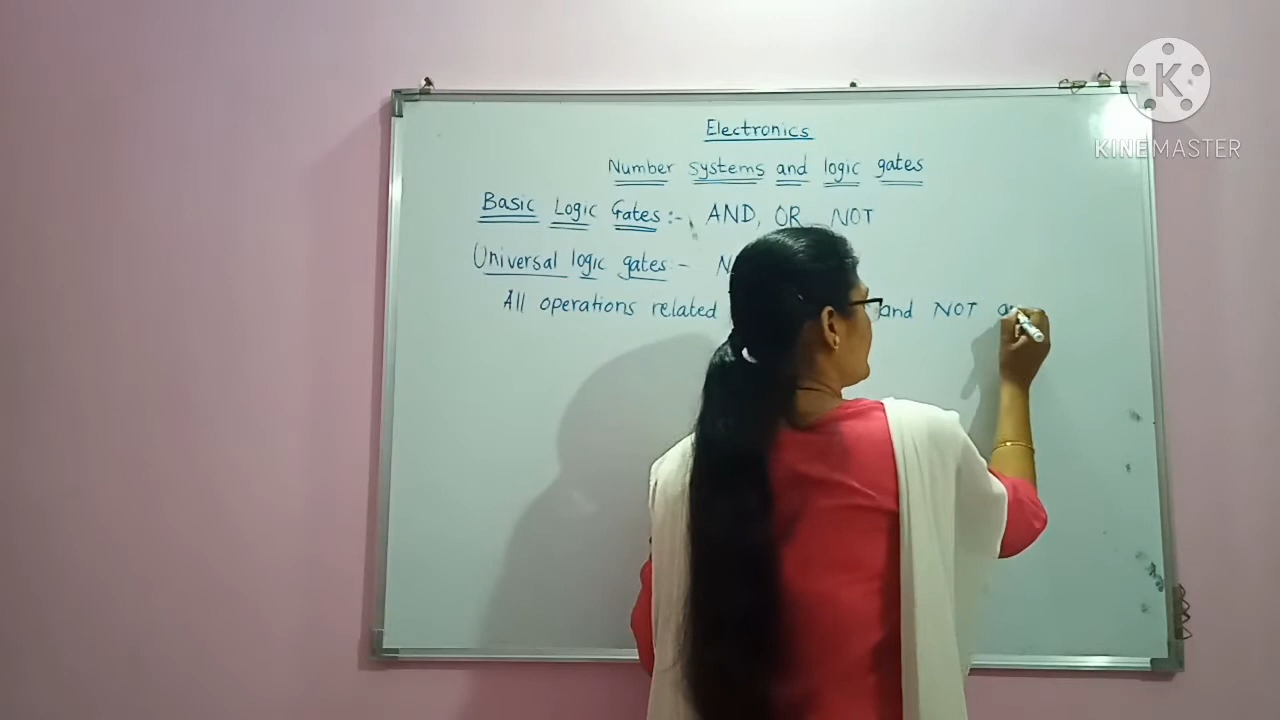 Electronics
Number systems and logic gates
Basic Logic Gates :- AND, OR NOT
Universal logic gates :-
All operations related and NOT
K
KINEMASTER